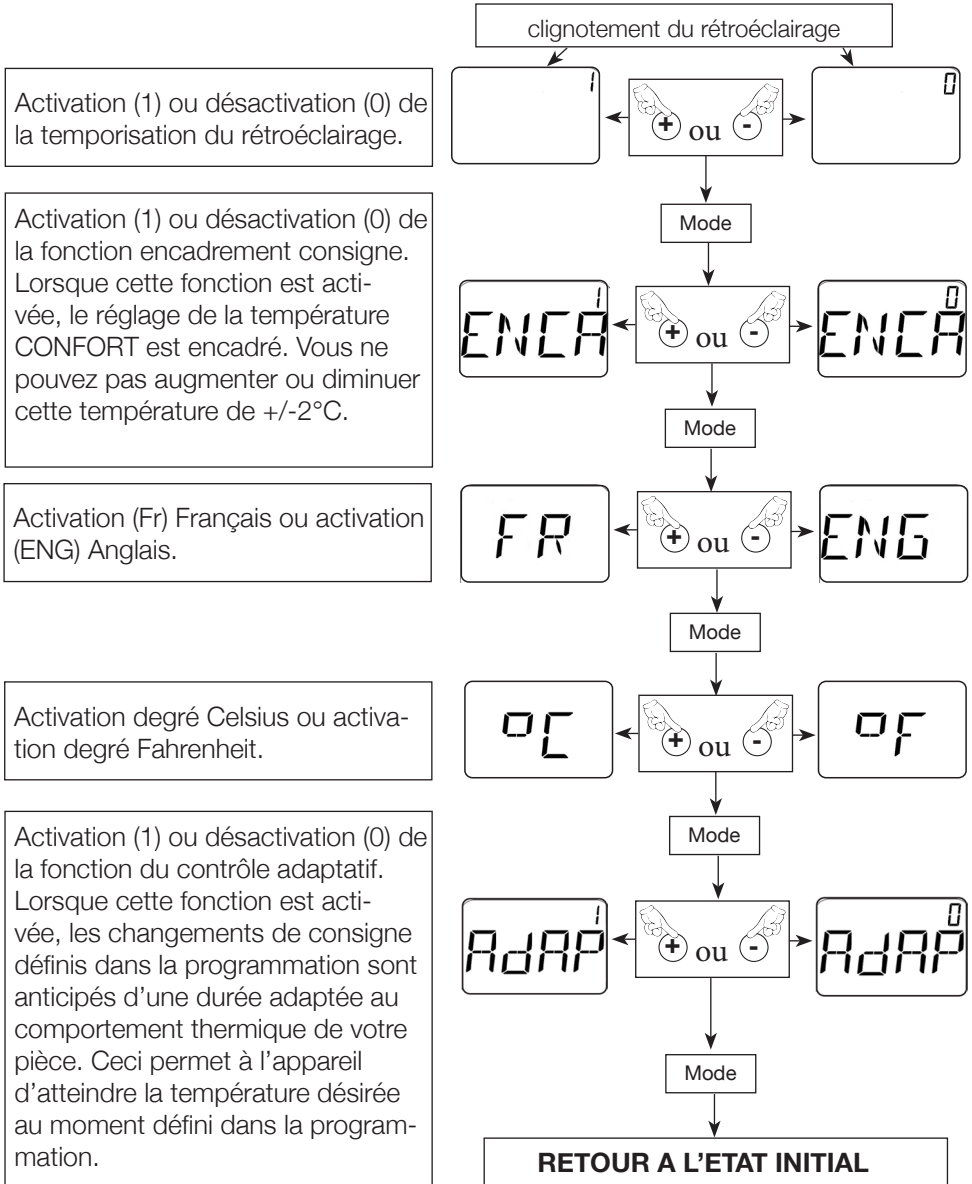 clignotement du rétroéclairage
Activation (1) ou désactivation (0) de
la temporisation du rétroéclairage.
1
+ ou -
0
Mode
Activation (1) ou désactivation (0) de
la fonction encadrement consigne.
Lorsque cette fonction est acti-
vée, le réglage de la température
CONFORT est encadré. Vous ne
pouvez pas augmenter ou diminuer
cette température de +/-2°C.
1
ENCA
+ ou -
0
ENCA
Mode
Activation (Fr) Français ou activation
(ENG) Anglais.
FR
+ ou -
ENG
Mode
Activation degré Celsius ou activa-
tion degré Fahrenheit.
°C
+ ou -
°F
Mode
Activation (1) ou désactivation (0) de
la fonction du contrôle adaptatif.
Lorsque cette fonction est acti-
vée, les changements de consigne
définis dans la programmation sont
anticipés d'une durée adaptée au
comportement thermique de votre
pièce. Ceci permet à l'appareil
d'atteindre la température désirée
au moment défini dans la program-
mation.
1
AdAP
+ ou -
0
AdAP
Mode
RETOUR A L'ETAT INITIAL